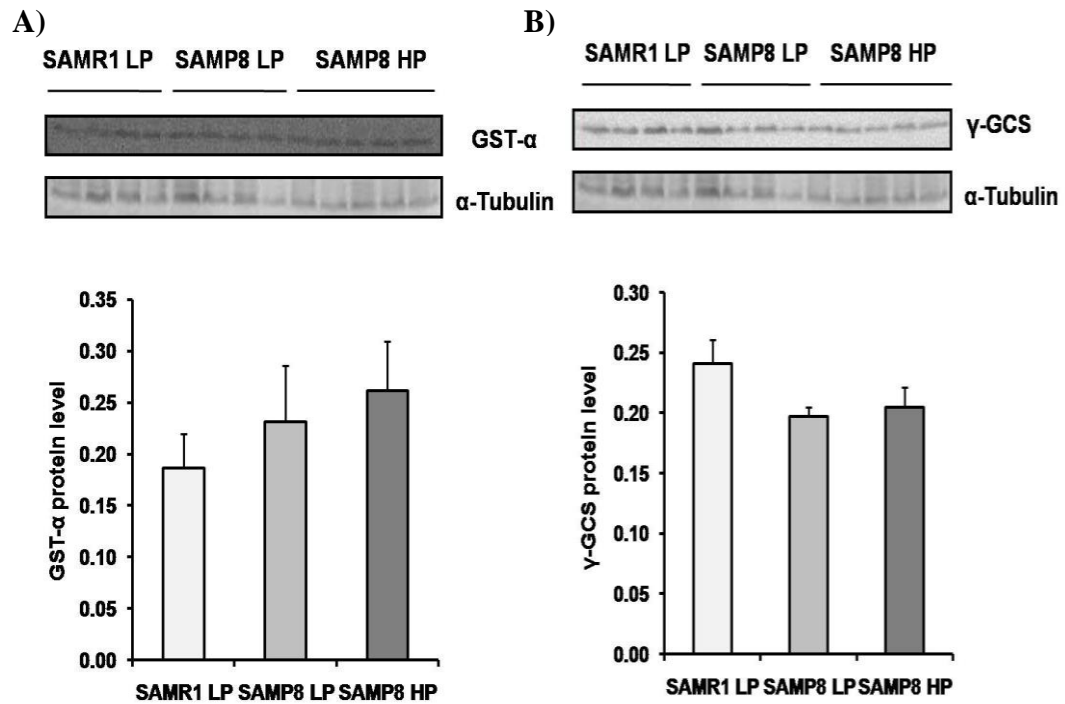 A)
SAMR1 LP SAMP8 LP SAMP8 HP
GST-α
α-Tubulin
0.35
0.30
0.25
0.20
0.15
0.10
0.05
0.00
GST-α protein level
SAMR1 LP SAMP8 LP SAMP8 HP
B)
SAMR1 LP SAMP8 LP SAMP8 HP
γ-GCS
α-Tubulin
0.30
0.25
0.20
0.15
0.10
0.05
0.00
γ-GCS protein level
SAMR1 LP SAMP8 LP SAMP8 HP